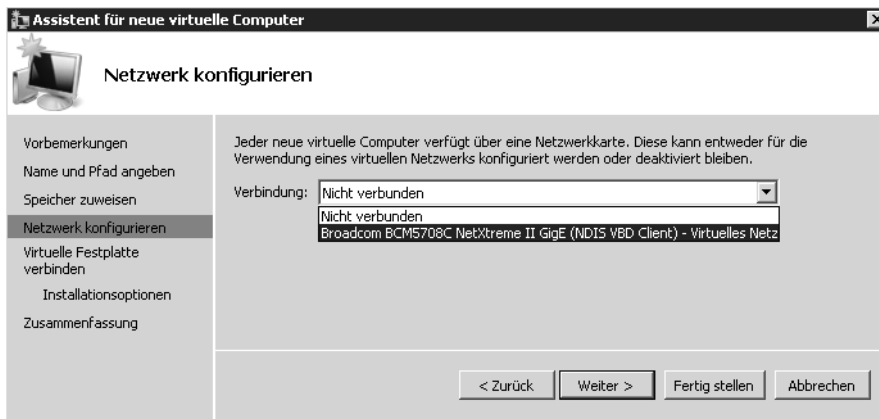 Assistent für neue virtuelle Computer
Netzwerk konfigurieren
Vorbemerkungen
Name und Pfad angeben
Speicher zuweisen
Netzwerk konfigurieren
Virtuelle Festplatte
verbinden
Installationsoptionen
Zusammenfassung
Jeder neue virtuelle Computer verfügt über eine Netzwerkkarte. Diese kann entweder für die
Verwendung eines virtuellen Netzwerks konfiguriert werden oder deaktiviert bleiben.
Verbindung: Nicht verbunden
Nicht verbunden
Broadcom BCM5708C NetXtreme II GigE (NDIS VBD Client) - Virtuelles Netz
< Zurück Weiter > Fertig stellen Abbrechen